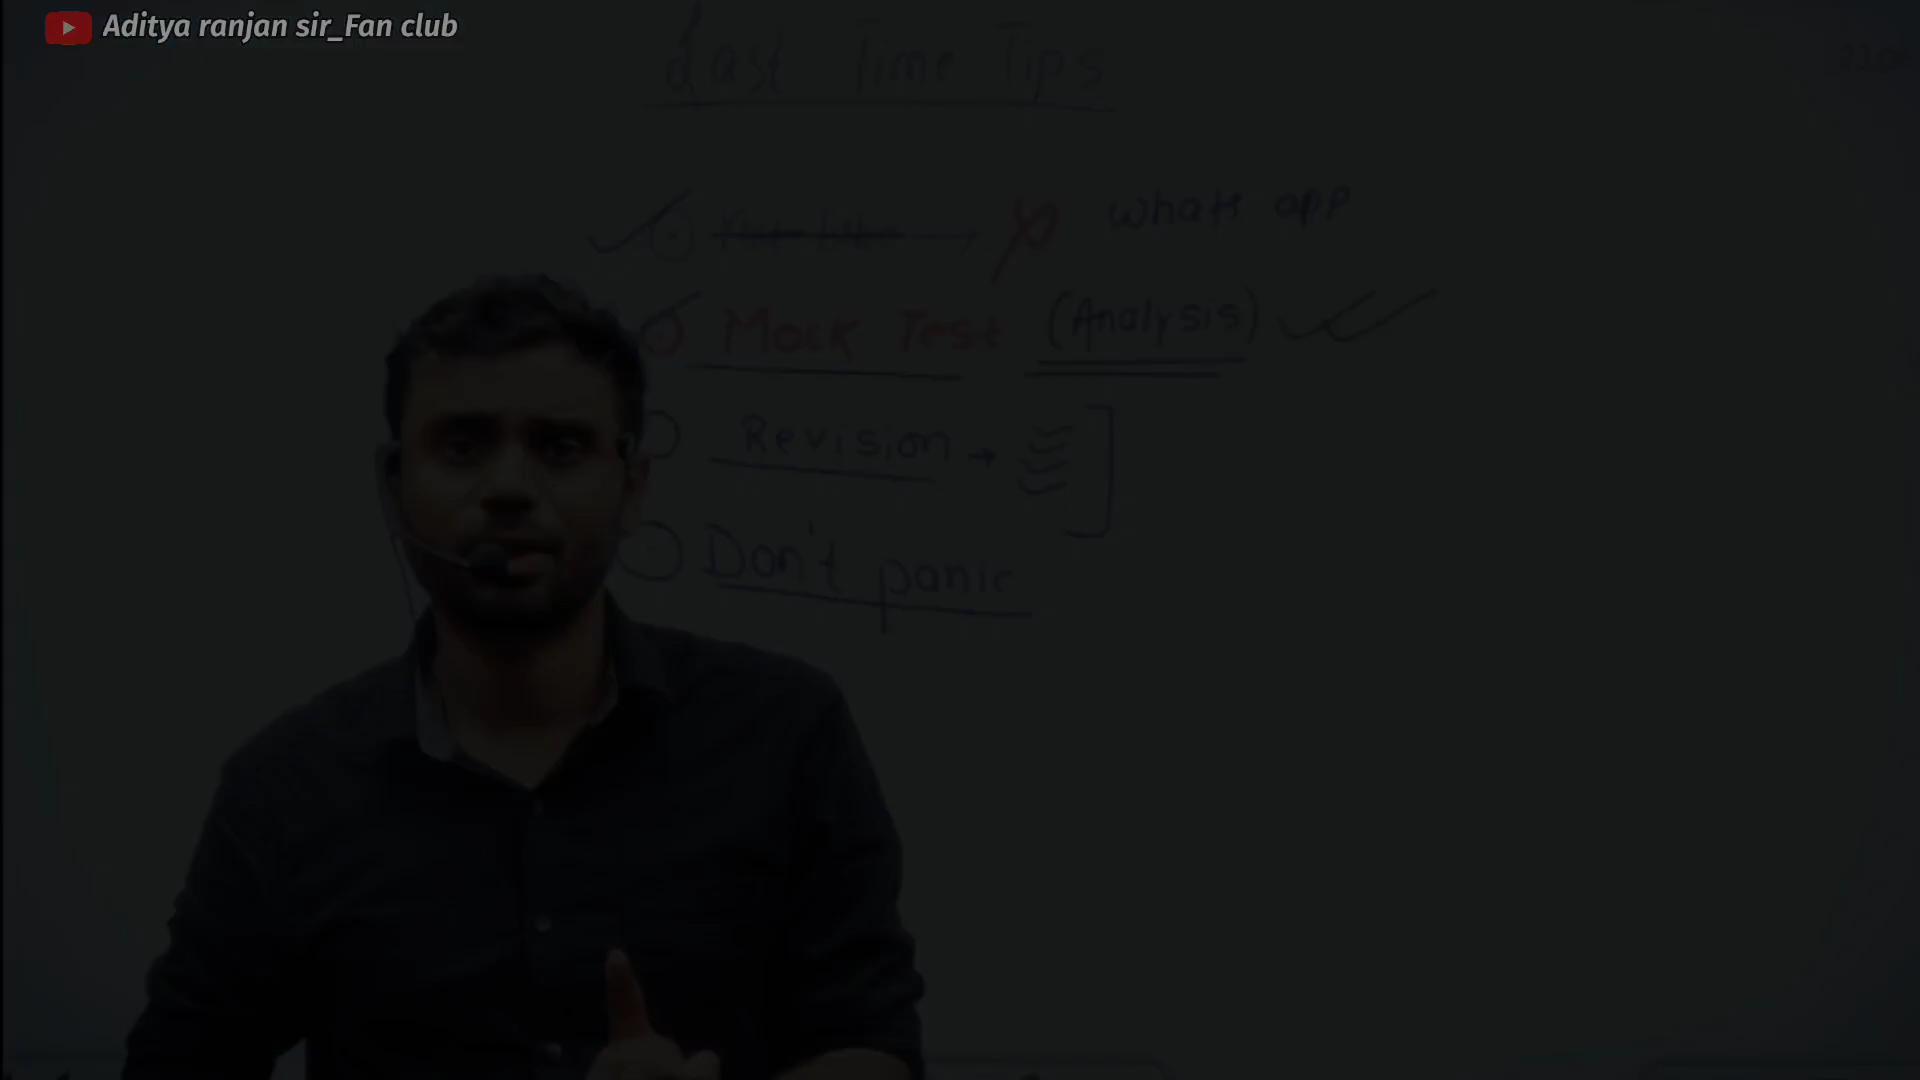 Aditya ranjan sir_Fan club
Last Time Tips
whats app
Mock Test (Analysis)
Revision →
Don't panic